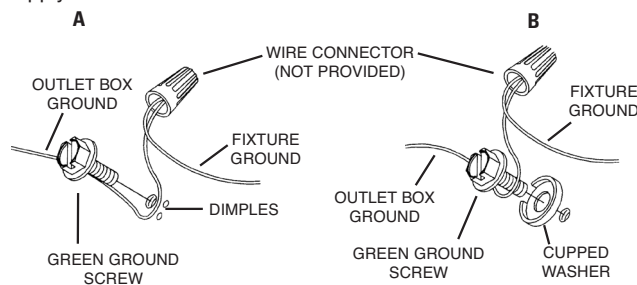 A
B
WIRE CONNECTOR
(NOT PROVIDED)
OUTLET BOX
GROUND
FIXTURE
GROUND
DIMPLES
GREEN GROUND
SCREW
FIXTURE
GROUND
OUTLET BOX
GROUND
GREEN GROUND
SCREW
CUPPED
WASHER